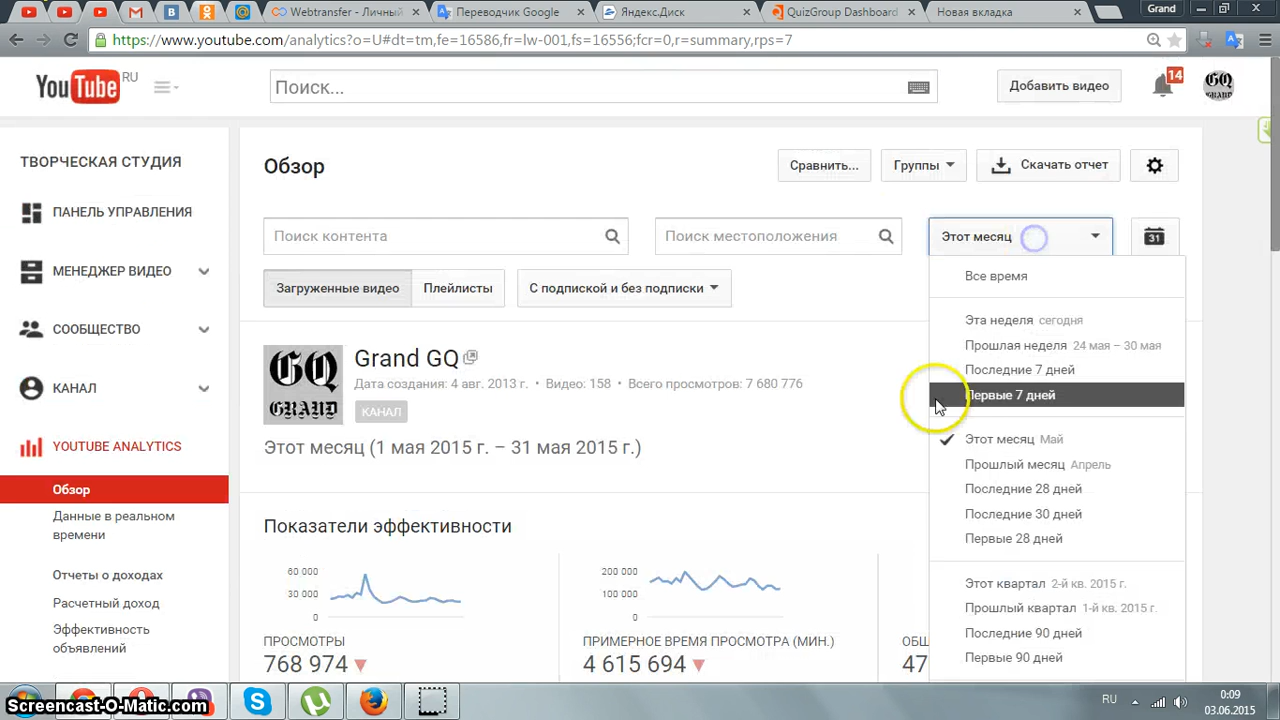 Webtransfer - Личный
Переводчик Google
Яндекс.Диск
QuizGroup Dashboard
Новая вкладка
Grand
https://www.youtube.com/analytics?o=U#dt=tm,fe=16586,fr=lw-001,fs=16556;fcr=0,r=summary,rps=7
YouTube RU
Поиск...
Добавить видео
14
GQ GRAND
ТВОРЧЕСКАЯ СТУДИЯ
ПАНЕЛЬ УПРАВЛЕНИЯ
МЕНЕДЖЕР ВИДЕО
СООБЩЕСТВО
КАНАЛ
YOUTUBE ANALYTICS
Обзор
Данные в реальном
времени
Отчеты о доходах
Расчетный доход
Эффективность
объявлений
Обзор
Сравнить...
Группы
Скачать отчет
Поиск контента
Поиск местоположения
Этот месяц
31
Загруженные видео
Плейлисты
С подпиской и без подписки
GQ
GRAND
Grand GQ
Дата создания: 4 авг. 2013 г. • Видео: 158 • Всего просмотров: 7 680 776
КАНАЛ
Этот месяц (1 мая 2015 г. – 31 мая 2015 г.)
Показатели эффективности
60 000
30 000
0
ПРОСМОТРЫ
768 974
200 000
100 000
0
ПРИМЕРНОЕ ВРЕМЯ ПРОСМОТРА (МИН.)
4 615 694
ОБЩ
47
Все время
Эта неделя сегодня
Прошлая неделя 24 мая – 30 мая
Последние 7 дней
Первые 7 дней
Этот месяц Май
Прошлый месяц Апрель
Последние 28 дней
Последние 30 дней
Первые 28 дней
Этот квартал 2-й кв. 2015 г.
Прошлый квартал 1-й кв. 2015 г.
Последние 90 дней
Первые 90 дней
Screencast-O-Matic.com
RU
0:09
03.06.2015